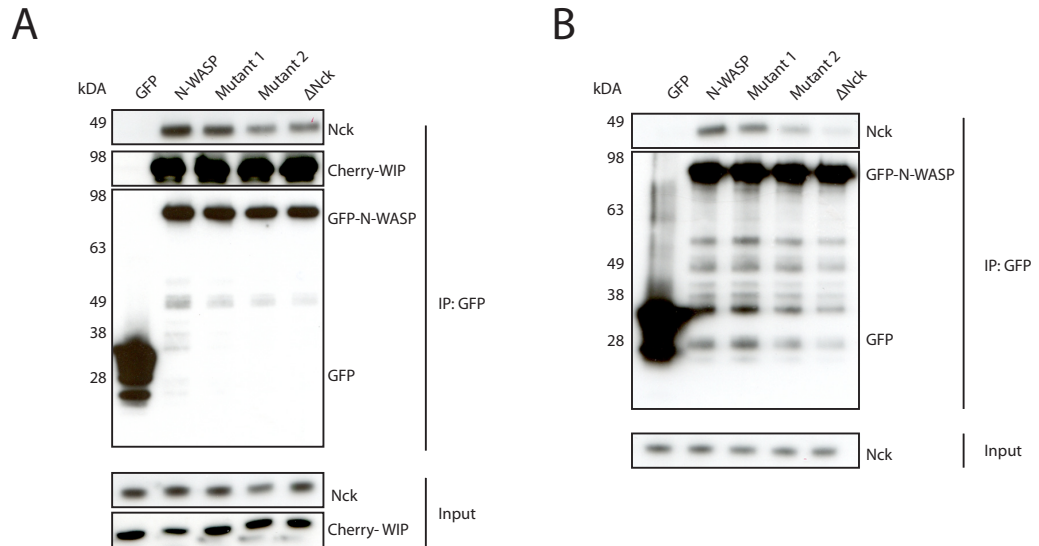 A
kDA
GFP
N-WASP
Mutant 1
Mutant 2
ΔNck
49
Nck
98
Cherry-WIP
98
GFP-N-WASP
63
49
IP: GFP
38
28
GFP
Nck
Input
Cherry- WIP
B
kDA
GFP
N-WASP
Mutant 1
Mutant 2
ΔNck
49
Nck
98
GFP-N-WASP
63
49
IP: GFP
38
28
GFP
Nck
Input